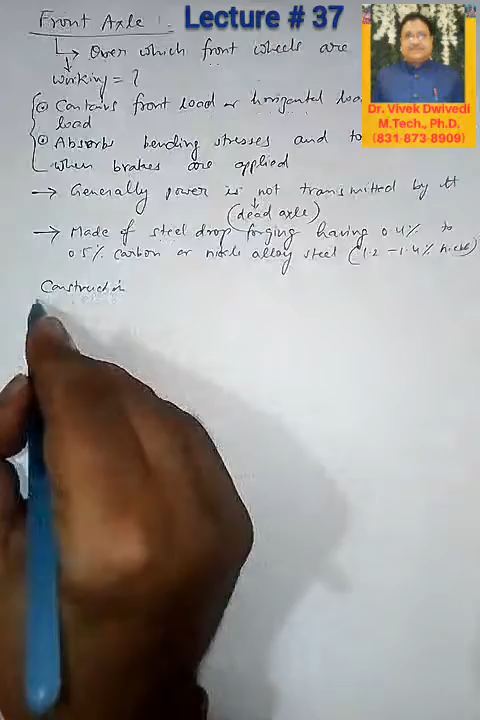 Front Axle :
Lecture # 37
Over which front wheels are
working = ?
Contains front load or horizontal loa
load
Dr. Vivek Dwivedi
M.Tech., Ph.D.
(831-873-8909)
Absorbs bending stresses and to
when brakes are applied
Generally power is not transmitted by it
(dead axle)
Made of steel drop forging having 0.4% to
0.5% carbon or nickle alloy steel (1.2 - 1.4% nickle)
Construction